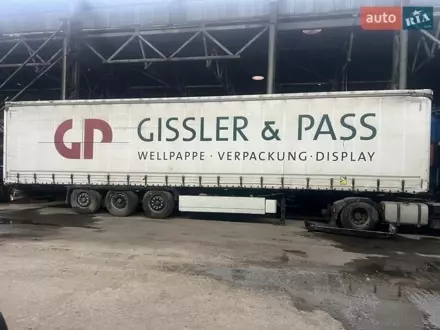 auto RIA
GP GISSLER & PASS
WELLPAPPE · VERPACKUNG · DISPLAY